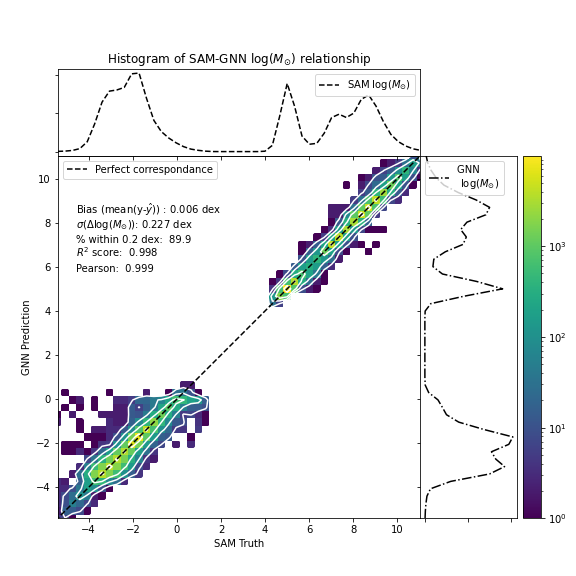 Histogram of SAM-GNN log(M⊙) relationship
SAM log(M⊙)
Perfect correspondance
GNN
log(M⊙)
Bias (mean(y-ŷ)) : 0.006 dex
σ(Δlog(M⊙)): 0.227 dex
% within 0.2 dex: 89.9
R² score: 0.998
Pearson: 0.999
10
8
6
4
2
0
−2
−4
GNN Prediction
−4 −2 0 2 4 6 8 10
SAM Truth
10³
10²
10¹
10⁰